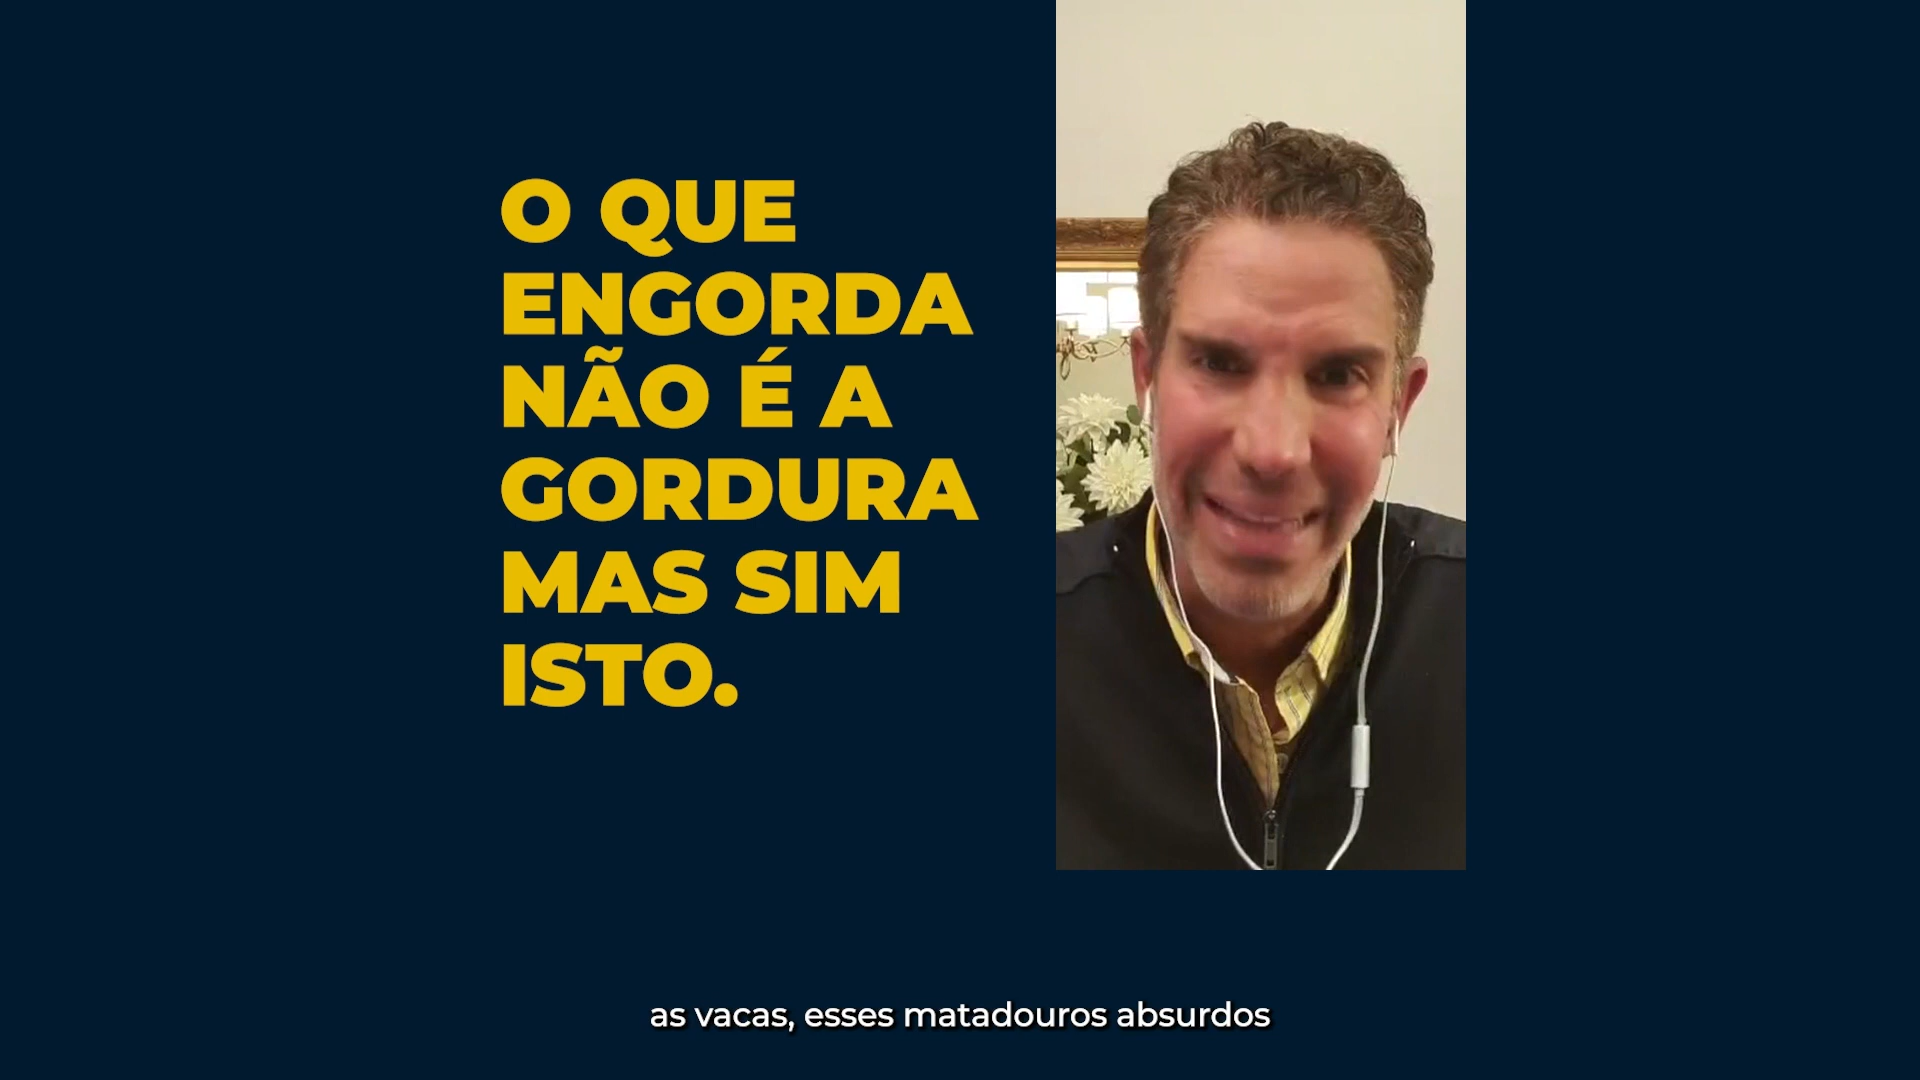 O QUE
ENGORDA
NÃO É A
GORDURA
MAS SIM
ISTO.
as vacas, esses matadouros absurdos